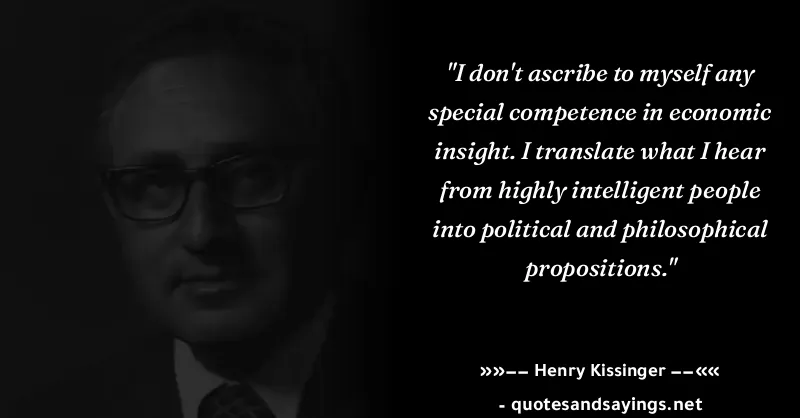 "I don't ascribe to myself any
special competence in economic
insight. I translate what I hear
from highly intelligent people
into political and philosophical
propositions."
»»−− Henry Kissinger −−««
- quotesandsayings.net